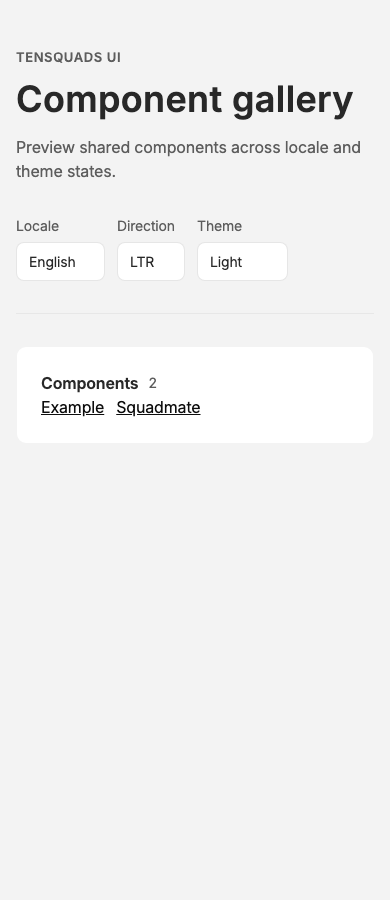 TENSQUADS UI
Component gallery
Preview shared components across locale and
theme states.
Locale Direction Theme
English LTR Light
Components 2
Example Squadmate